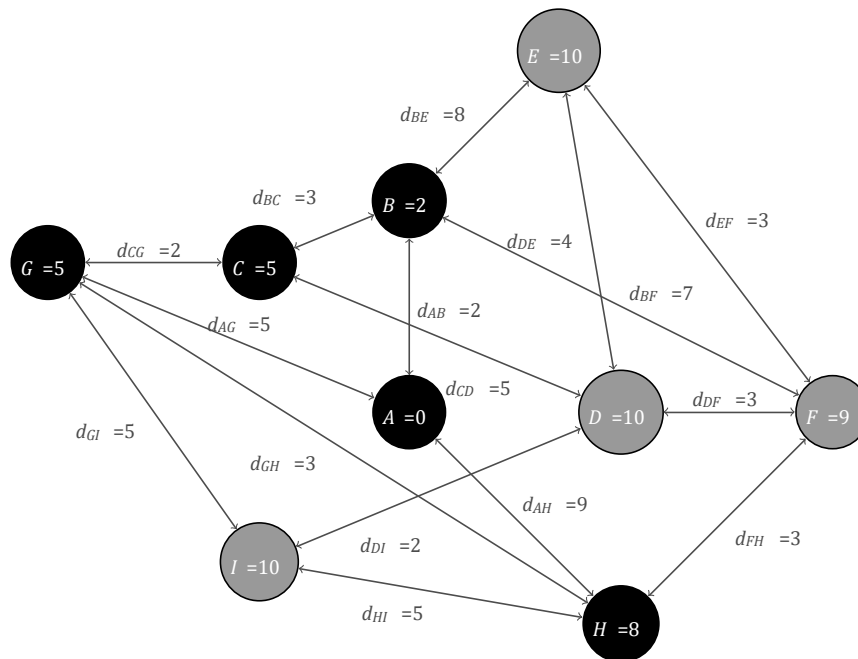 E =10
d_BE =8
d_BC =3
B =2
d_EF =3
d_CG =2
d_DE =4
G =5
C =5
d_BF =7
d_AG =5
d_AB =2
d_CD =5
d_DF =3
A =0
D =10
F =9
d_GI =5
d_GH =3
d_AH =9
d_FH =3
d_DI =2
I =10
d_HI =5
H =8